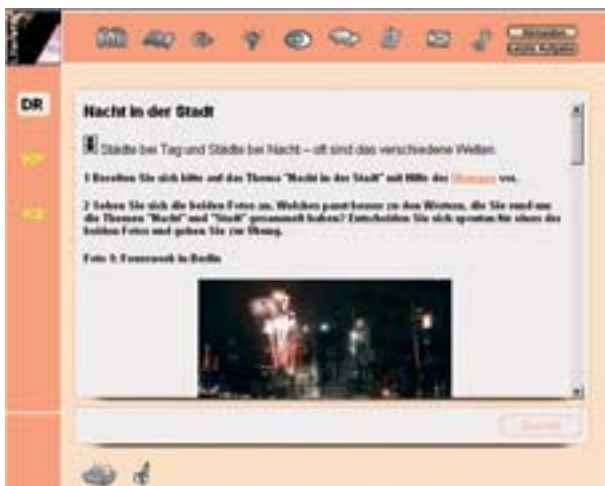 Abmelden
Letzte Aufgabe
DR
Nacht in der Stadt
Städte bei Tag und Städte bei Nacht – oft sind das verschiedene Welten
1 Bereiten Sie sich bitte auf das Thema "Nacht in der Stadt" mit Hilfe der Übungen vor.
2 Sehen Sie sich die beiden Fotos an. Welches passt besser zu den Wörtern, die Sie rund um
die Themen "Nacht" und "Stadt" gesammelt haben? Entscheiden Sie sich spontan für eines der
beiden Fotos und gehen Sie zur Übung.
Foto 1: Feuerwerk in Berlin